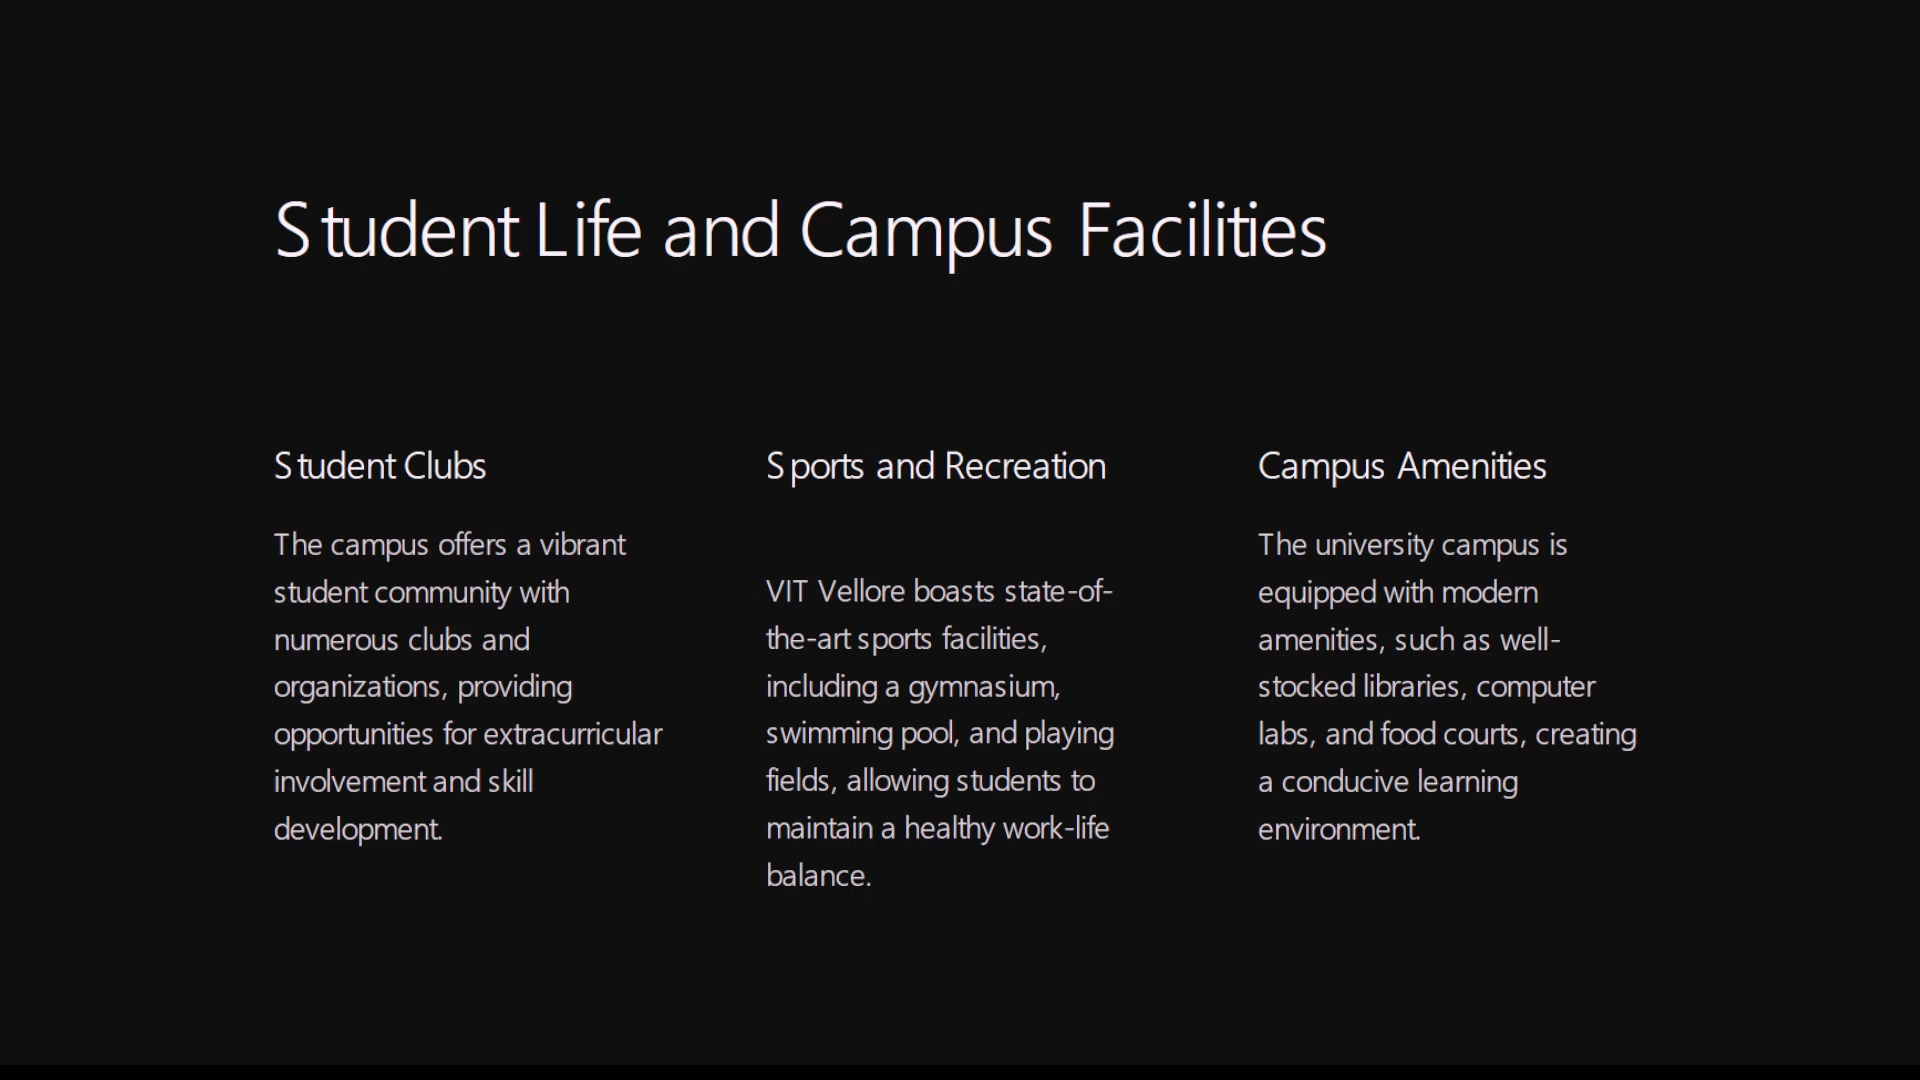 Student Life and Campus Facilities
Student Clubs
The campus offers a vibrant
student community with
numerous clubs and
organizations, providing
opportunities for extracurricular
involvement and skill
development.
Sports and Recreation
VIT Vellore boasts state-of-
the-art sports facilities,
including a gymnasium,
swimming pool, and playing
fields, allowing students to
maintain a healthy work-life
balance.
Campus Amenities
The university campus is
equipped with modern
amenities, such as well-
stocked libraries, computer
labs, and food courts, creating
a conducive learning
environment.